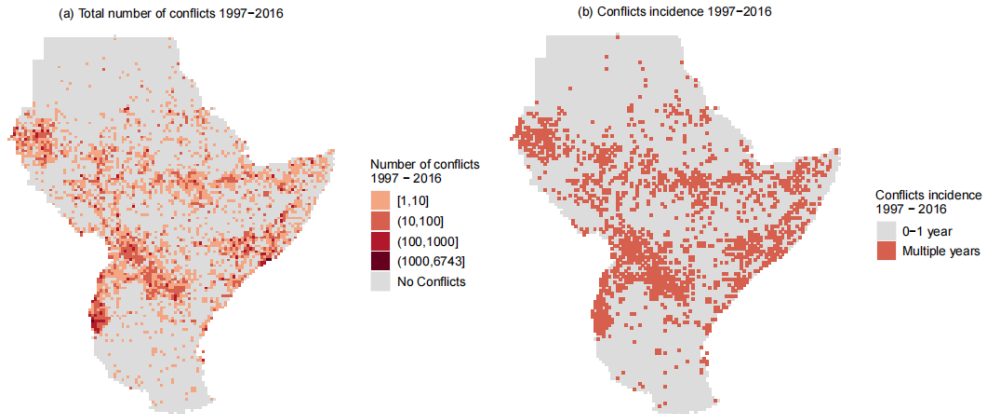 (a) Total number of conflicts 1997−2016
(b) Conflicts incidence 1997−2016
Number of conflicts
1997 − 2016
[1,10]
(10,100]
(100,1000]
(1000,6743]
No Conflicts
Conflicts incidence
1997 − 2016
0−1 year
Multiple years